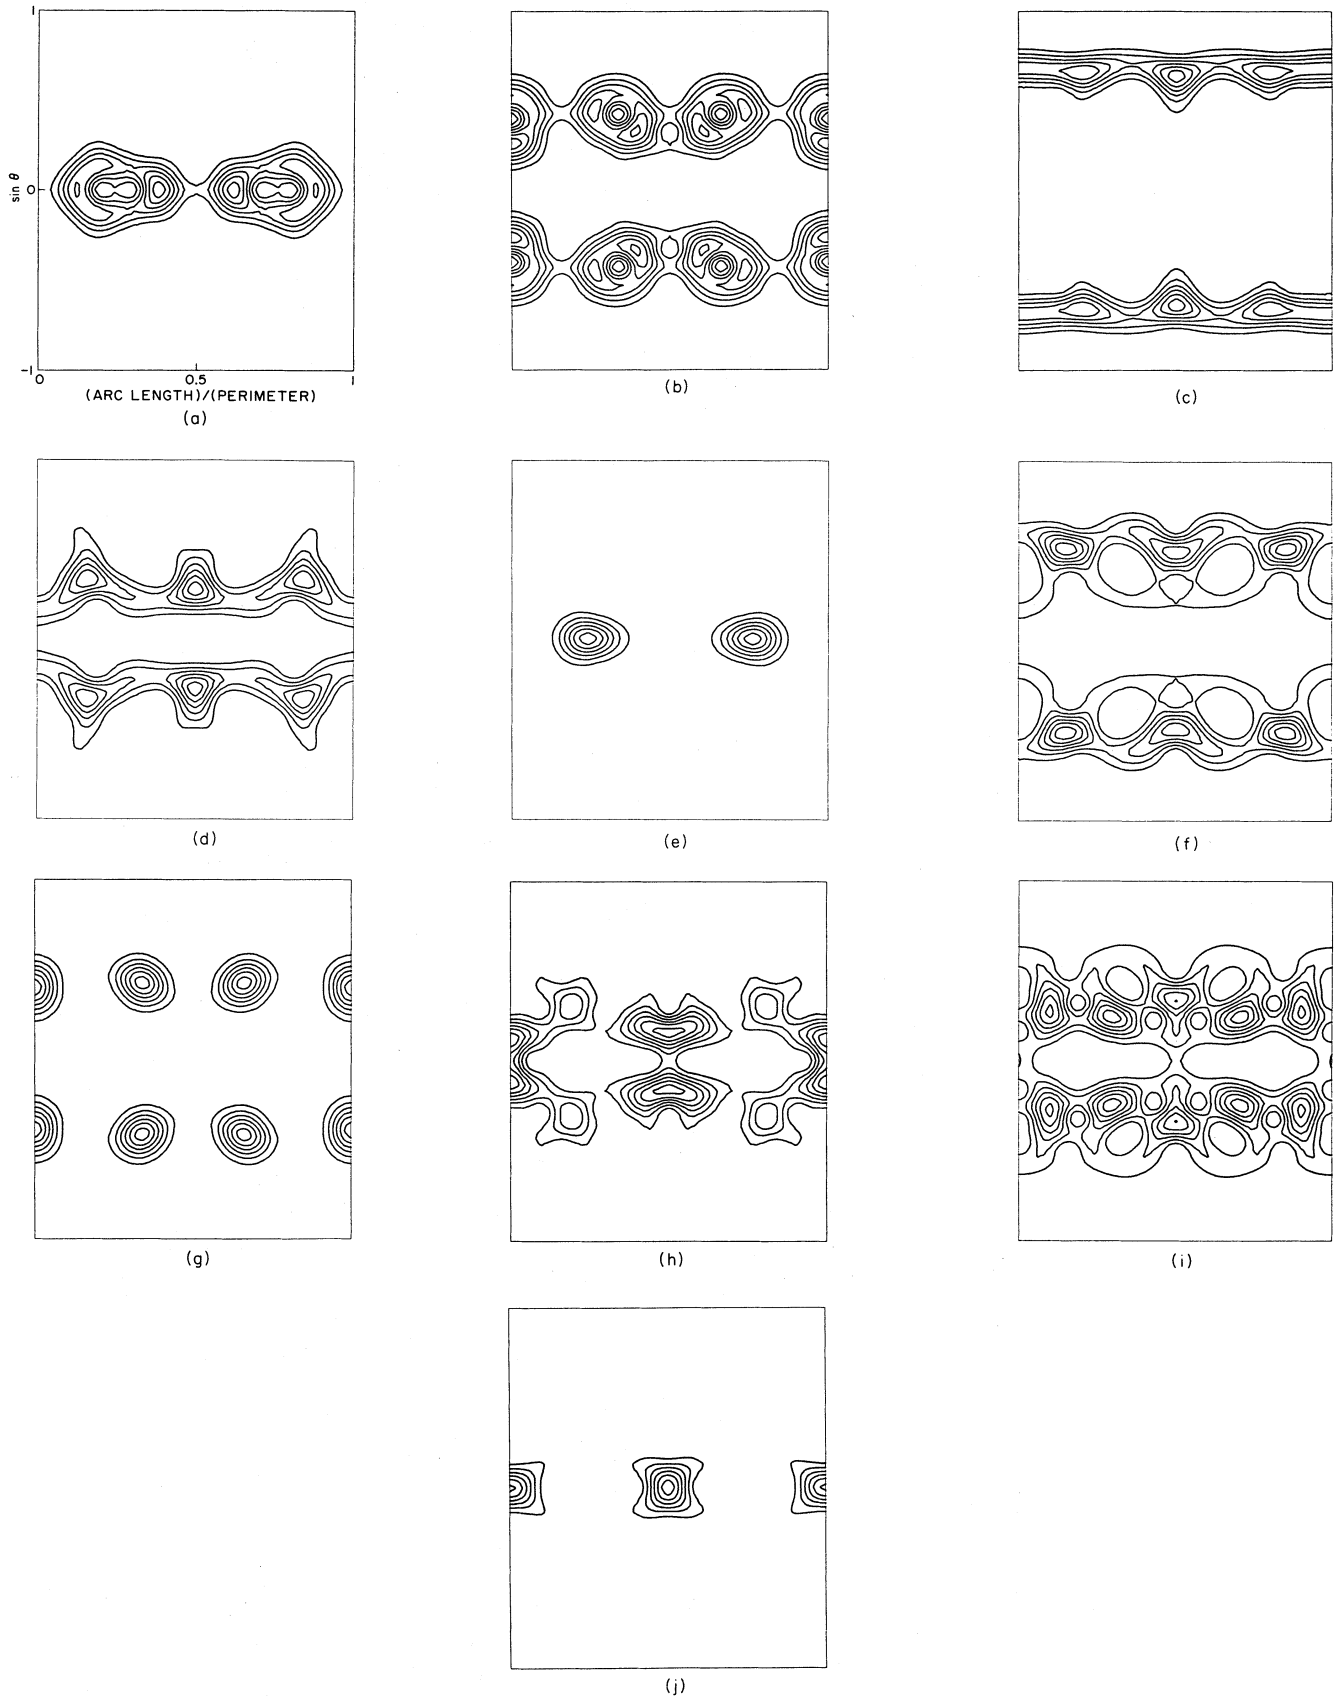 1
sin θ
0
-1
0
0.5
1
(ARC LENGTH)/(PERIMETER)
(a)
(b)
(c)
(d)
(e)
(f)
(g)
(h)
(i)
(j)